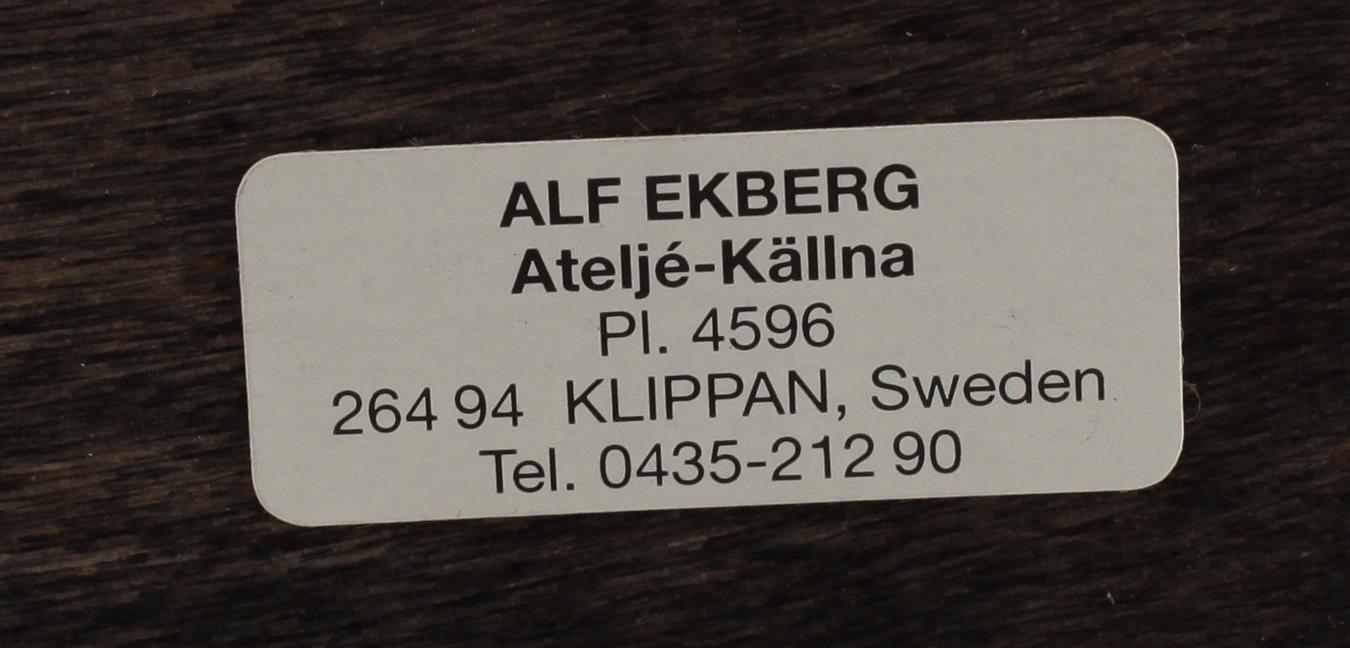 ALF EKBERG
Ateljé-Källna
Pl. 4596
264 94 KLIPPAN, Sweden
Tel. 0435-212 90